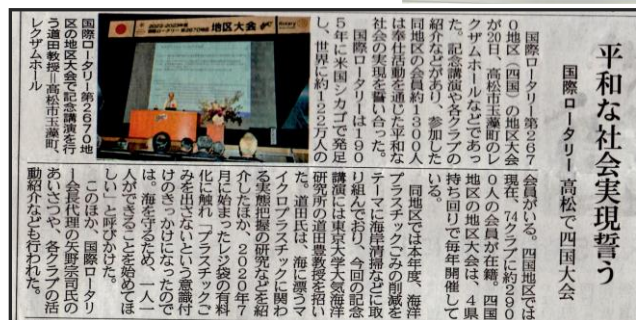 平和な社会実現誓う
国際ロータリー 高松で四国大会
国際ロータリー第267
0地区(四国)の地区大会
が20日、高松市玉藻町のレ
クザムホールなどであっ
た。記念講演や各クラブの
紹介などがあり、参加した
同地区の会員約1300人
は奉仕活動を通じた平和な
社会の実現を誓い合った。
国際ロータリーは190
5年に米国シカゴで発足
し、世界に約122万人の
会員がいる。四国地区では
現在、74クラブに約290
0人の会員が在籍。四国
地区の地区大会は、4県
持ち回りで毎年開催して
いる。
同地区では本年度、海洋
プラスチックごみの削減を
テーマに海岸清掃などに取
り組んでおり、今回の記念
講演には東京大学大気海洋
研究所の道田豊教授を招い
た。道田氏は、海に漂うマ
イクロプラスチックに関わ
る実態把握の研究などを紹
介したほか、2020年7
月に始まったレジ袋の有料
化に触れ「プラスチックご
みを出さないという意識付
けのきっかけになったので
は。海を守るため、一人一
人ができることを始めてほ
しい」と呼びかけた。
このほか、国際ロータリ
ー会長代理の矢野宗司氏の
あいさつや、各クラブの活
動紹介なども行われた。
2022-2023年度
地区大会
Rotary
国際ロータリー第2670地
区の地区大会で記念講演を行
う道田教授=高松市玉藻町、
レクザムホール